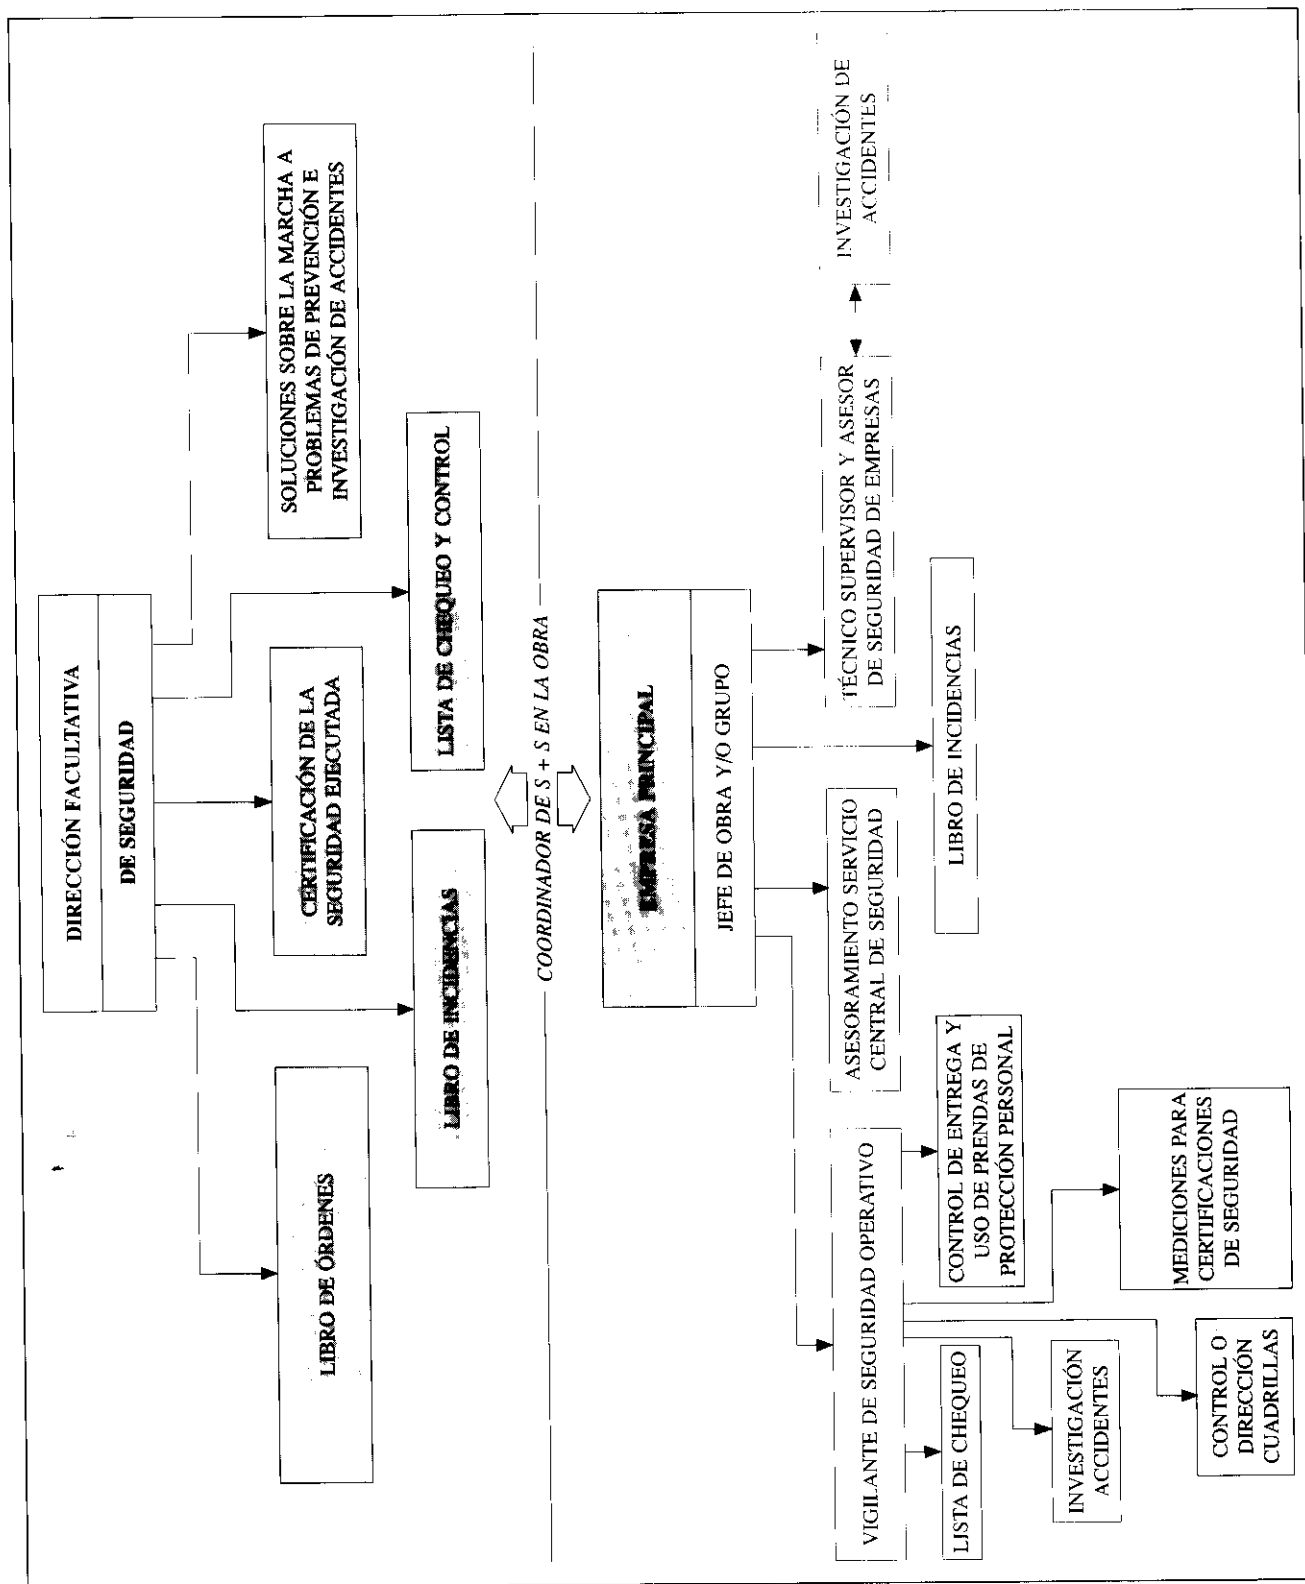 DIRECCIÓN FACULTATIVA
DE SEGURIDAD
LIBRO DE ÓRDENES
CERTIFICACIÓN DE LA
SEGURIDAD EJECUTADA
SOLUCIONES SOBRE LA MARCHA A
PROBLEMAS DE PREVENCIÓN E
INVESTIGACIÓN DE ACCIDENTES
LIBRO DE INCIDENCIAS
LISTA DE CHEQUEO Y CONTROL
COORDINADOR DE S + S EN LA OBRA
EMPRESA PRINCIPAL
JEFE DE OBRA Y/O GRUPO
VIGILANTE DE SEGURIDAD OPERATIVO
ASESORAMIENTO SERVICIO
CENTRAL DE SEGURIDAD
TÉCNICO SUPERVISOR Y ASESOR
DE SEGURIDAD DE EMPRESAS
INVESTIGACIÓN DE
ACCIDENTES
LISTA DE CHEQUEO
CONTROL DE ENTREGA Y
USO DE PRENDAS DE
PROTECCIÓN PERSONAL
LIBRO DE INCIDENCIAS
INVESTIGACIÓN
ACCIDENTES
MEDICIONES PARA
CERTIFICACIONES
DE SEGURIDAD
CONTROL O
DIRECCIÓN
CUADRILLAS